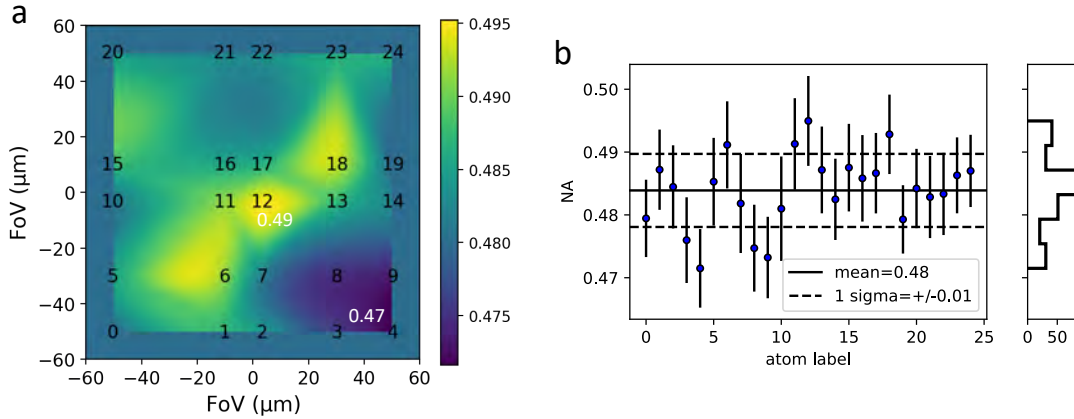 a
60
40
20
0
−20
−40
−60
FoV (μm)
−60 −40 −20 0 20 40 60
FoV (μm)
20 21 22 23 24
15 16 17 18 19
10 11 12 13 14
0.49
5 6 7 8 9
0.47
0 1 2 3 4
0.495
0.490
0.485
0.480
0.475
b
0.50
0.49
0.48
0.47
NA
mean=0.48
1 sigma=+/-0.01
0 5 10 15 20 25
atom label
0 50